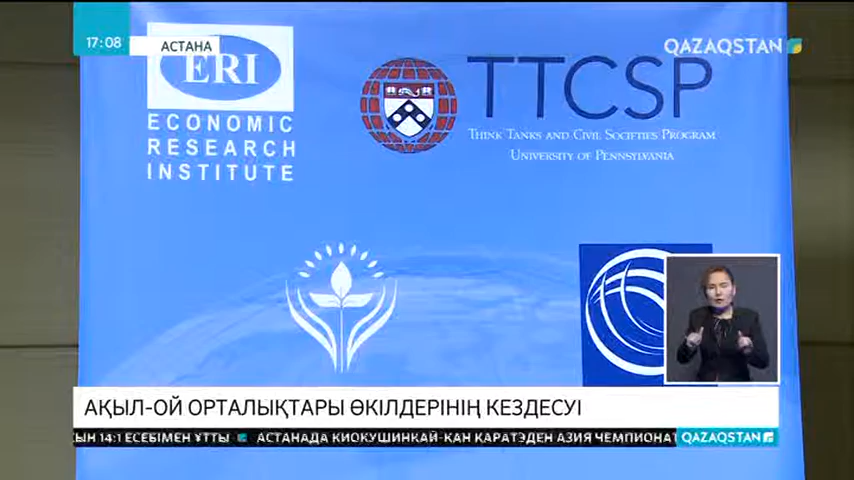 17:08
АСТАНА
QAZAQSTAN
ERI
ECONOMIC
RESEARCH
INSTITUTE
TTCSP
THINK TANKS AND CIVIL SOCIETIES PROGRAM
UNIVERSITY OF PENNSYLVANIA
АҚЫЛ-ОЙ ОРТАЛЫҚТАРЫ ӨКІЛДЕРІНІҢ КЕЗДЕСУІ
14:1 ЕСЕБІМЕН ҰТТЫ АСТАНАДА КИОКУШИНКАЙ-КАН КАРАТЭДЕН АЗИЯ
QAZAQSTAN